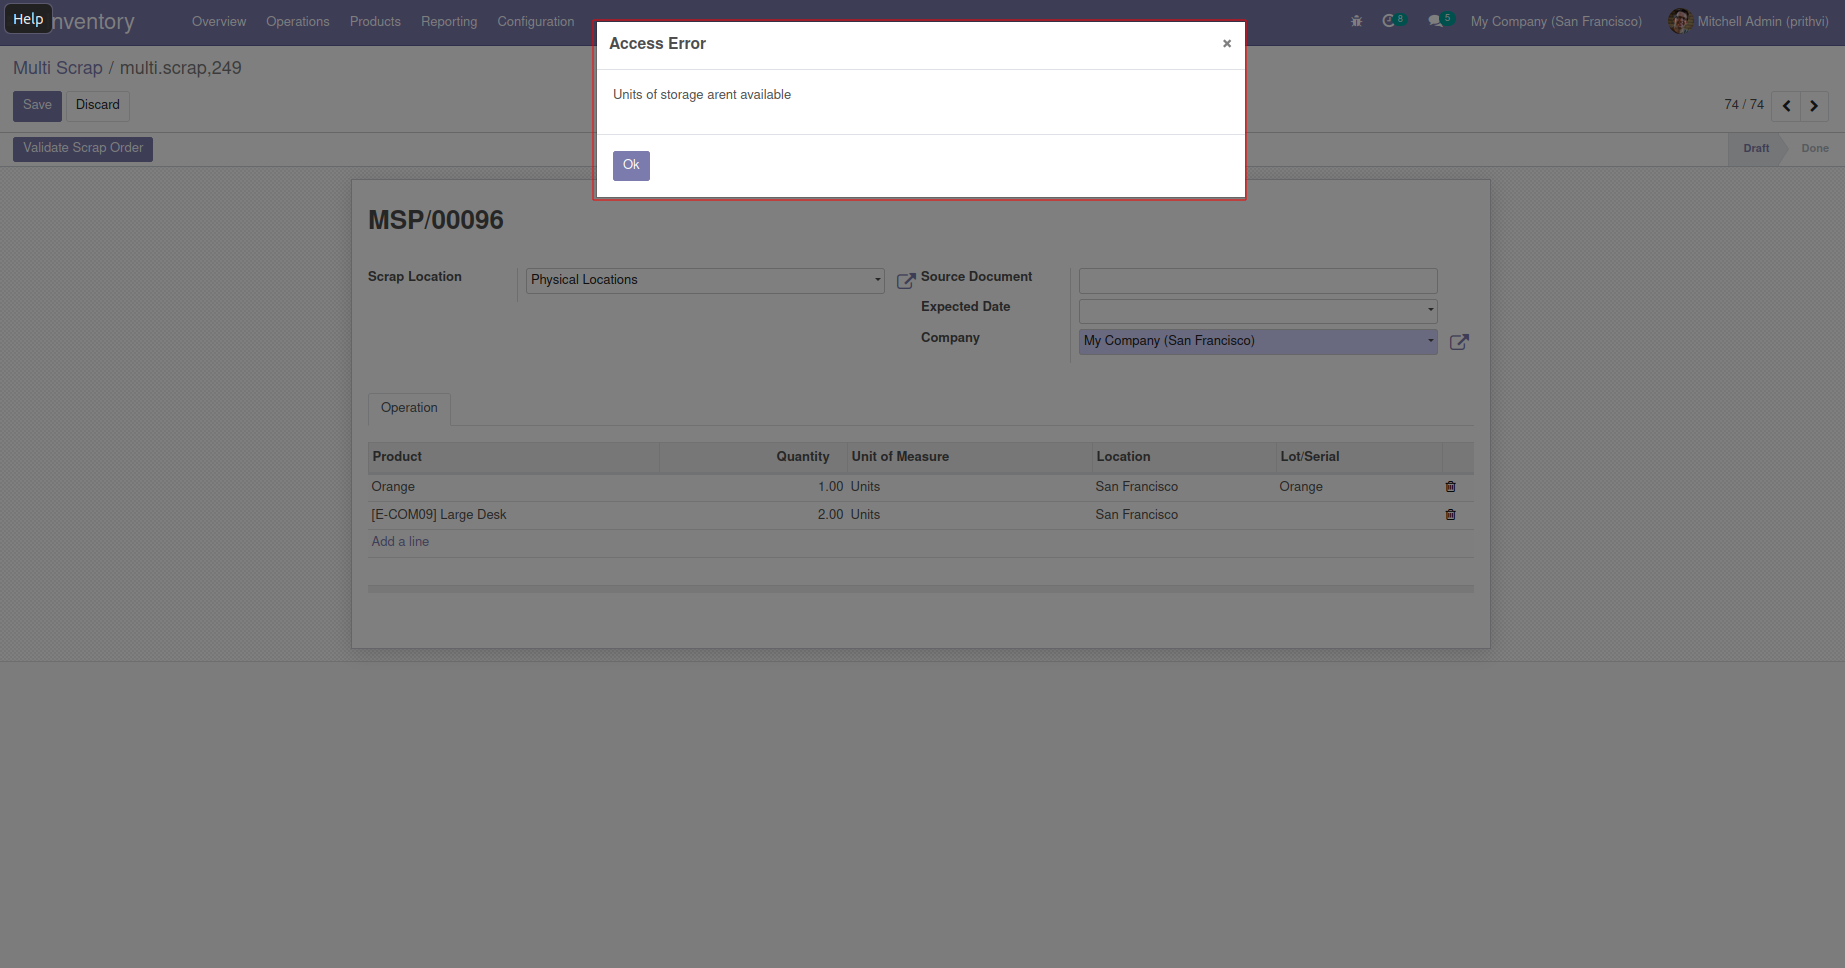 Help
nventory
Overview
Operations
Products
Reporting
Configuration
8
5
My Company (San Francisco)
Mitchell Admin (prithvi)
Access Error
×
Units of storage arent available
Ok
Multi Scrap / multi.scrap,249
Save
Discard
74 / 74
Validate Scrap Order
Draft
Done
MSP/00096
Scrap Location
Physical Locations
Source Document
Expected Date
Company
My Company (San Francisco)
Operation
Product Quantity Unit of Measure Location Lot/Serial
Orange 1.00 Units San Francisco Orange
[E-COM09] Large Desk 2.00 Units San Francisco
Add a line